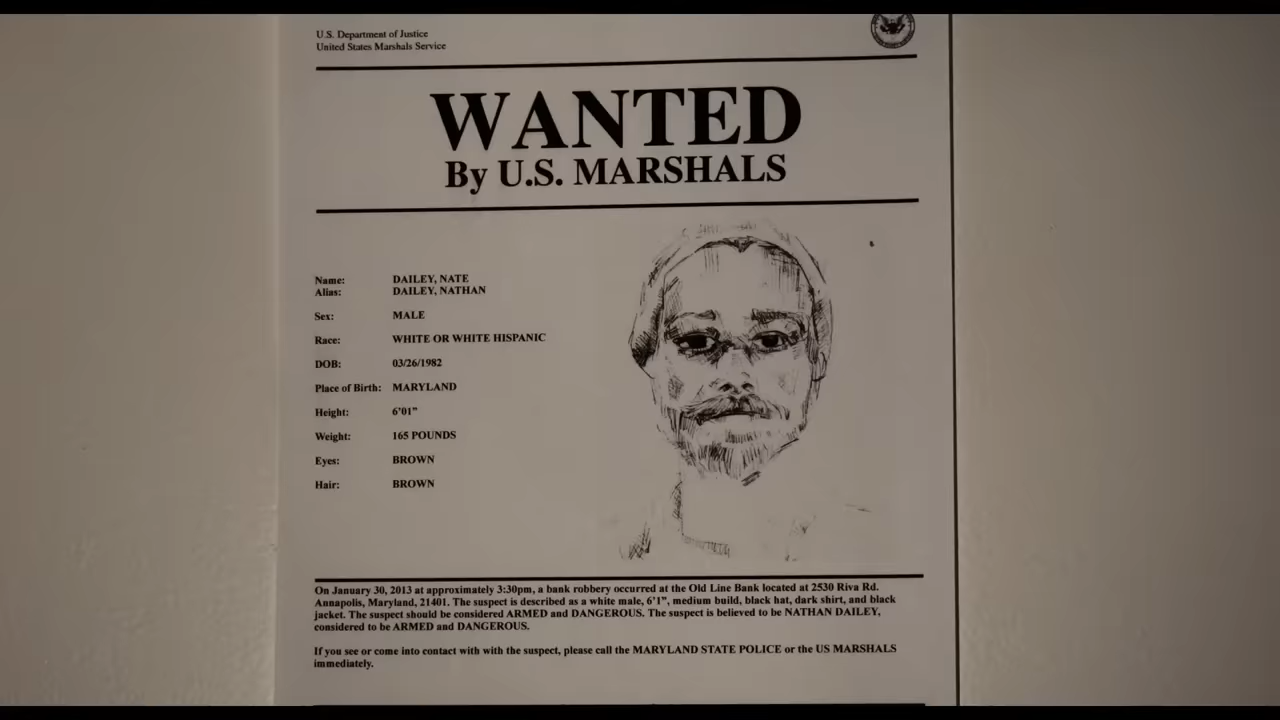 U.S. Department of Justice
United States Marshals Service
WANTED
By U.S. MARSHALS
Name: DAILEY, NATE
Alias: DAILEY, NATHAN
Sex: MALE
Race: WHITE OR WHITE HISPANIC
DOB: 03/26/1982
Place of Birth: MARYLAND
Height: 6'01"
Weight: 165 POUNDS
Eyes: BROWN
Hair: BROWN
On January 30, 2013 at approximately 3:30pm, a bank robbery occurred at the Old Line Bank located at 2530 Riva Rd.
Annapolis, Maryland, 21401. The suspect is described as a white male, 6'1", medium build, black hat, dark shirt, and black
jacket. The suspect should be considered ARMED and DANGEROUS. The suspect is believed to be NATHAN DAILEY,
considered to be ARMED and DANGEROUS.
If you see or come into contact with with the suspect, please call the MARYLAND STATE POLICE or the US MARSHALS
immediately.